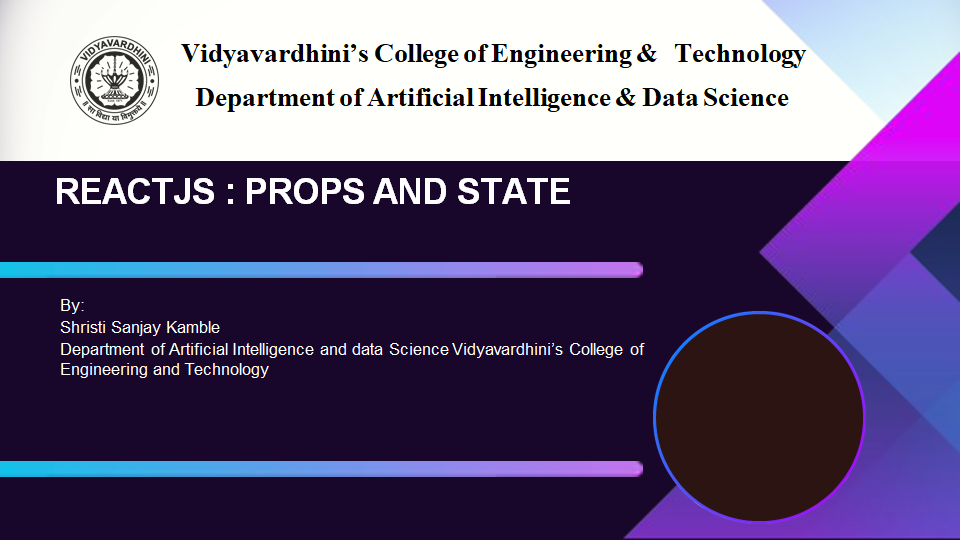 VIDYAVARDHINI
॥ सा विद्या या विमुक्तये ॥
Vidyavardhini’s College of Engineering & Technology
Department of Artificial Intelligence & Data Science
REACTJS : PROPS AND STATE
By:
Shristi Sanjay Kamble
Department of Artificial Intelligence and data Science Vidyavardhini’s College of
Engineering and Technology